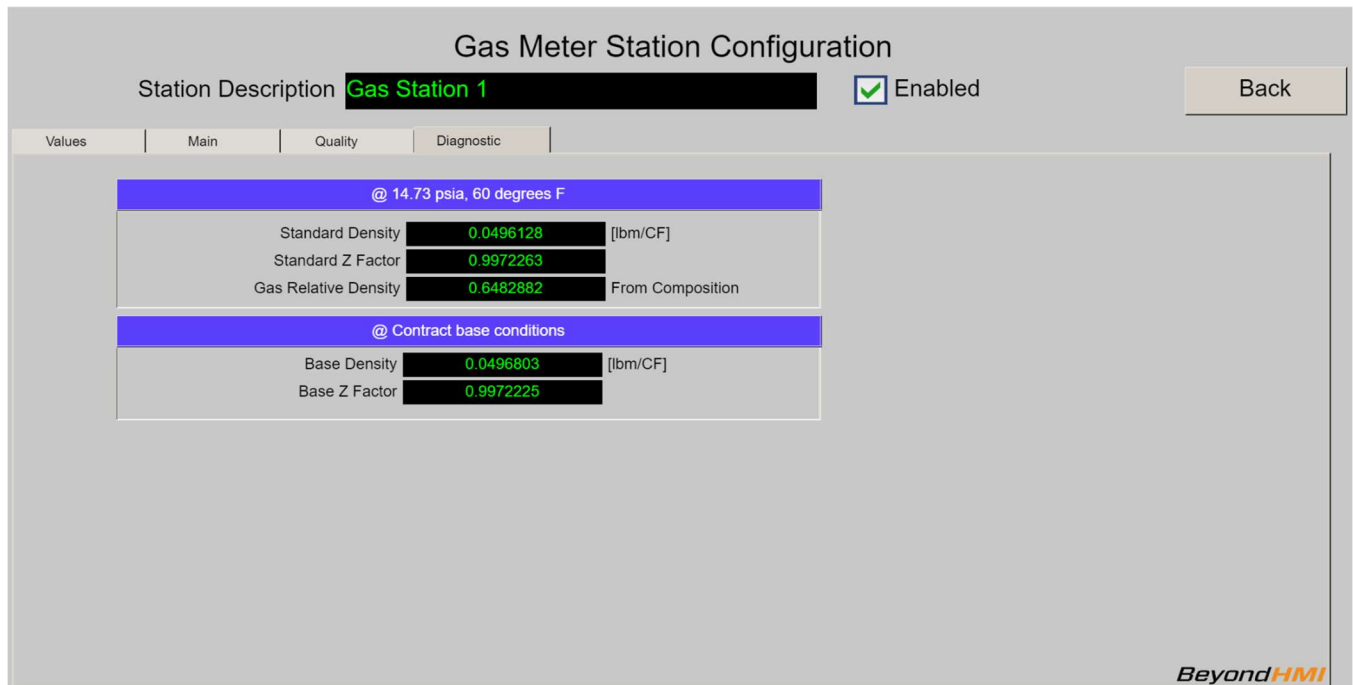 Gas Meter Station Configuration
Station Description Gas Station 1 Enabled Back
Values Main Quality Diagnostic
@ 14.73 psia, 60 degrees F
Standard Density 0.0496128 [lbm/CF]
Standard Z Factor 0.9972263
Gas Relative Density 0.6482882 From Composition
@ Contract base conditions
Base Density 0.0496803 [lbm/CF]
Base Z Factor 0.9972225
BeyondHMI